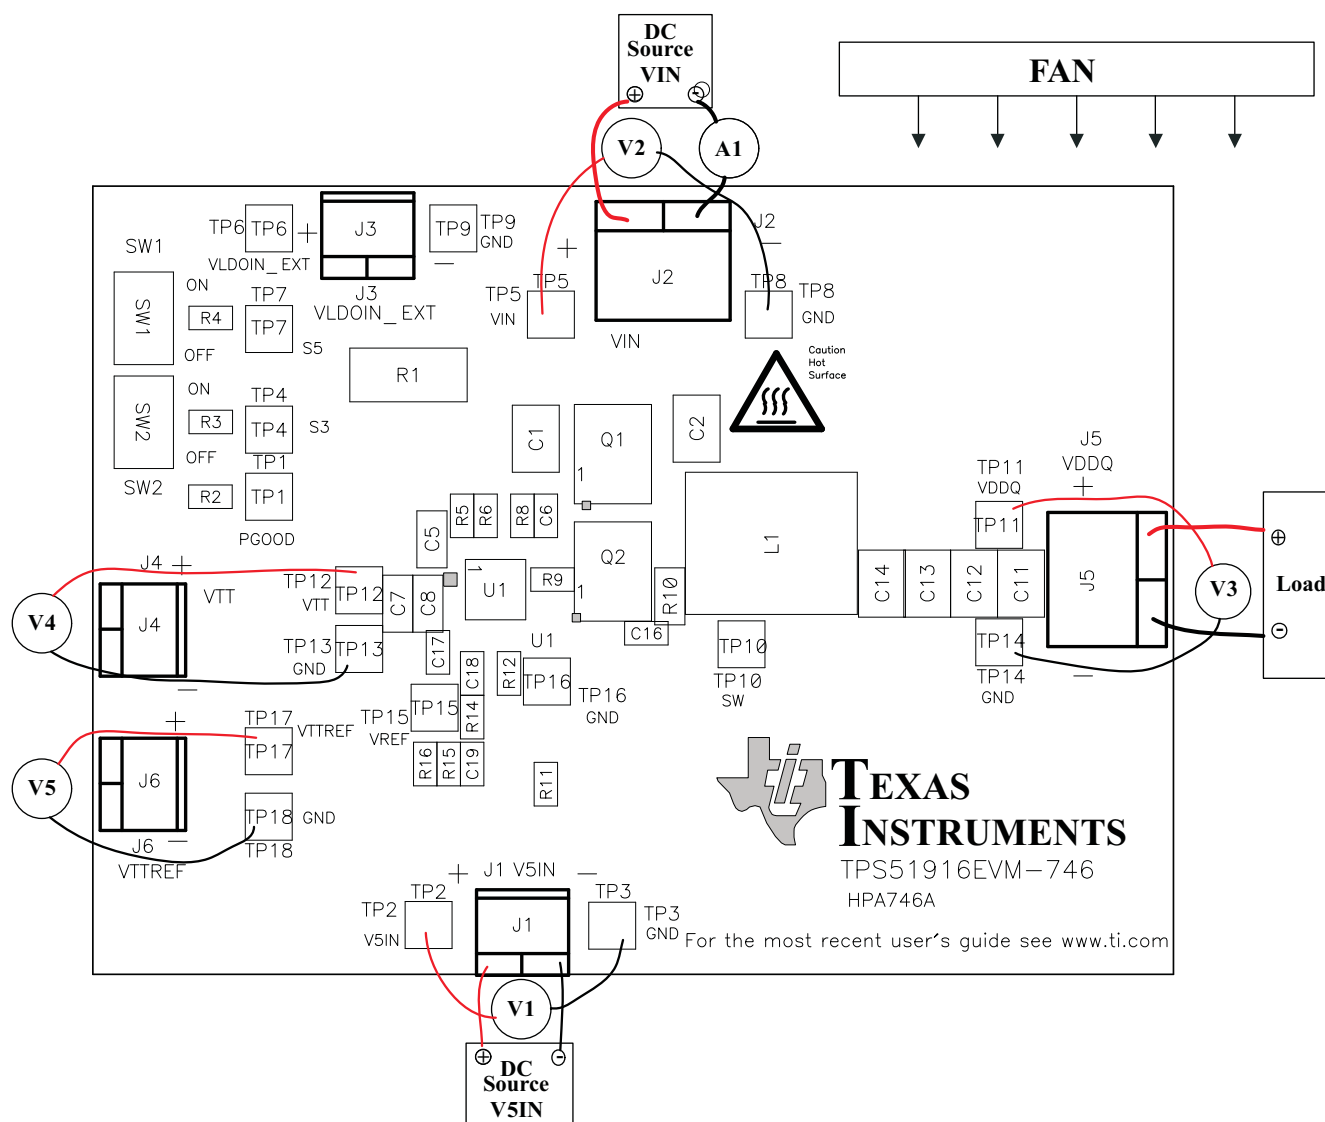 DC
Source
VIN
FAN
V2
A1
TP6
TP6
J3
TP9
TP9
GND
J2
SW1
VLDOIN_EXT
J2
ON
TP7
J3
TP5
TP5
TP8
TP8
SW1
R4
TP7
VLDOIN_EXT
VIN
GND
OFF
S5
VIN
Caution
Hot
Surface
R1
ON
TP4
SW2
R3
TP4
S3
C1
Q1
C2
J5
OFF
TP1
1
TP11
VDDQ
SW2
R2
TP1
VDDQ
PGOOD
C5
R5
R6
R8
C6
TP11
L1
Q2
J4
TP12
VTT
VTT
TP12
C7
C8
1
U1
R9
1
R10
C14
C13
C12
C11
J5
V3
Load
V4
J4
TP13
GND
TP13
C17
U1
C16
TP10
TP14
C18
R12
TP16
TP10
SW
TP14
GND
TP16
GND
TP17
VTTREF
TP15
VREF
TP15
R14
TP17
V5
J6
R16
R15
C19
R11
TP18
GND
TEXAS
INSTRUMENTS
J6
TP18
VTTREF
TPS51916EVM-746
J1 V5IN
TP2
TP3
HPA746A
TP2
V5IN
J1
TP3
GND
For the most recent user's guide see www.ti.com
V1
DC
Source
V5IN